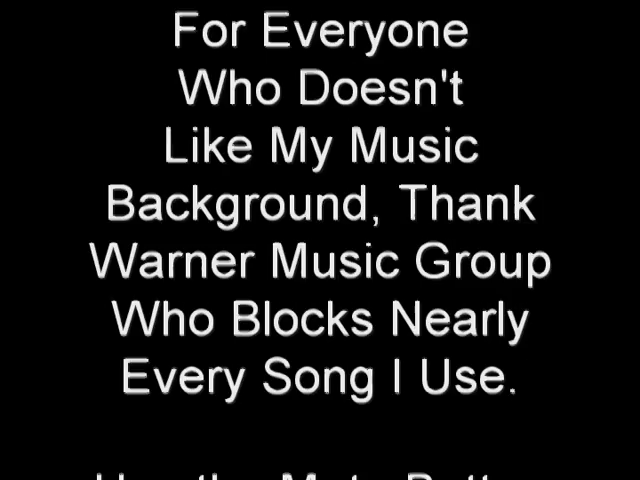 For Everyone
Who Doesn't
Like My Music
Background, Thank
Warner Music Group
Who Blocks Nearly
Every Song I Use.